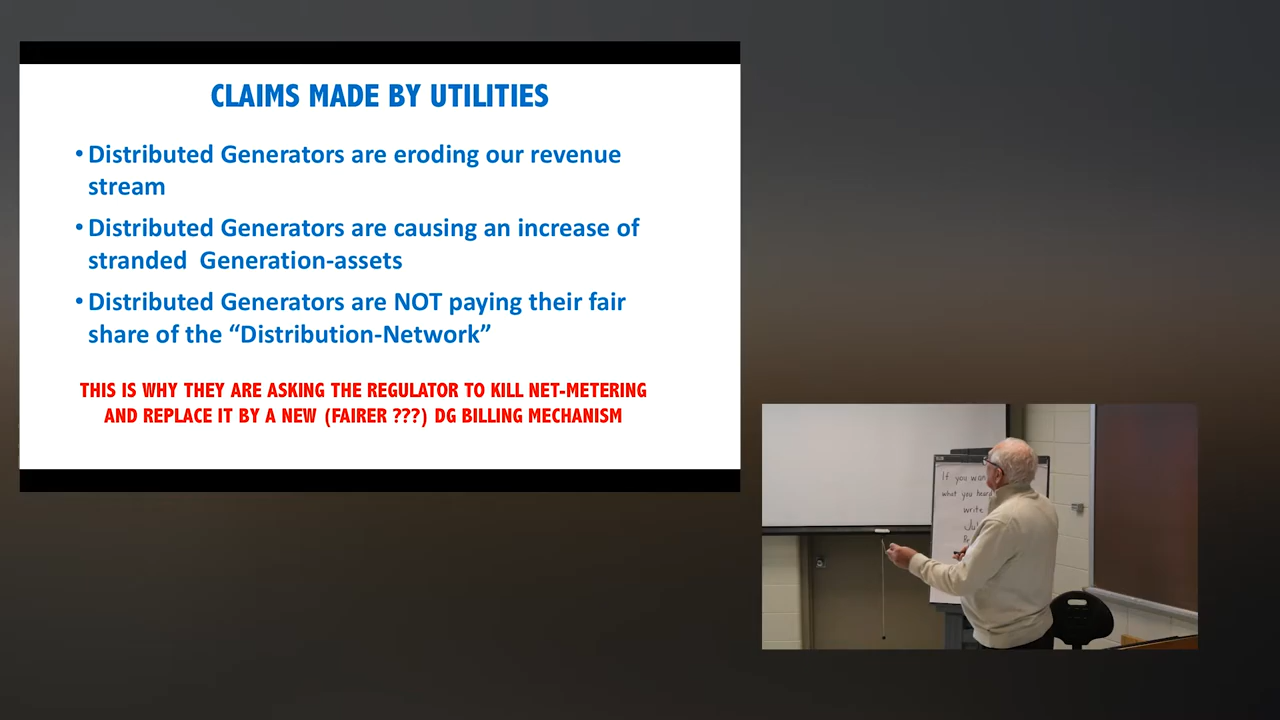 CLAIMS MADE BY UTILITIES
• Distributed Generators are eroding our revenue
stream
• Distributed Generators are causing an increase of
stranded Generation-assets
• Distributed Generators are NOT paying their fair
share of the “Distribution-Network”
THIS IS WHY THEY ARE ASKING THE REGULATOR TO KILL NET-METERING
AND REPLACE IT BY A NEW (FAIRER ???) DG BILLING MECHANISM
If you
what you heard
write